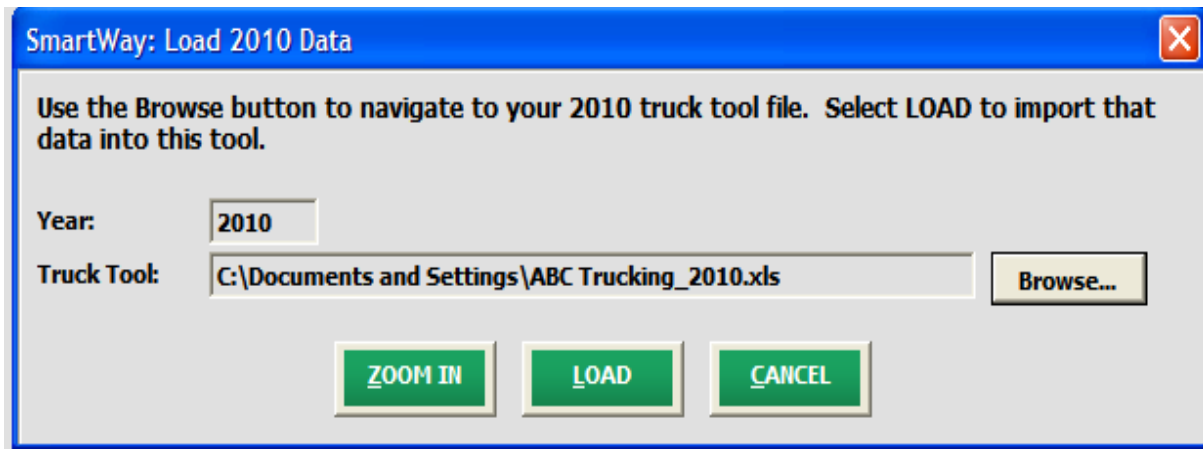 SmartWay: Load 2010 Data
Use the Browse button to navigate to your 2010 truck tool file.  Select LOAD to import that
data into this tool.
Year: 2010
Truck Tool: C:\Documents and Settings\ABC Trucking_2010.xls Browse...
ZOOM IN LOAD CANCEL